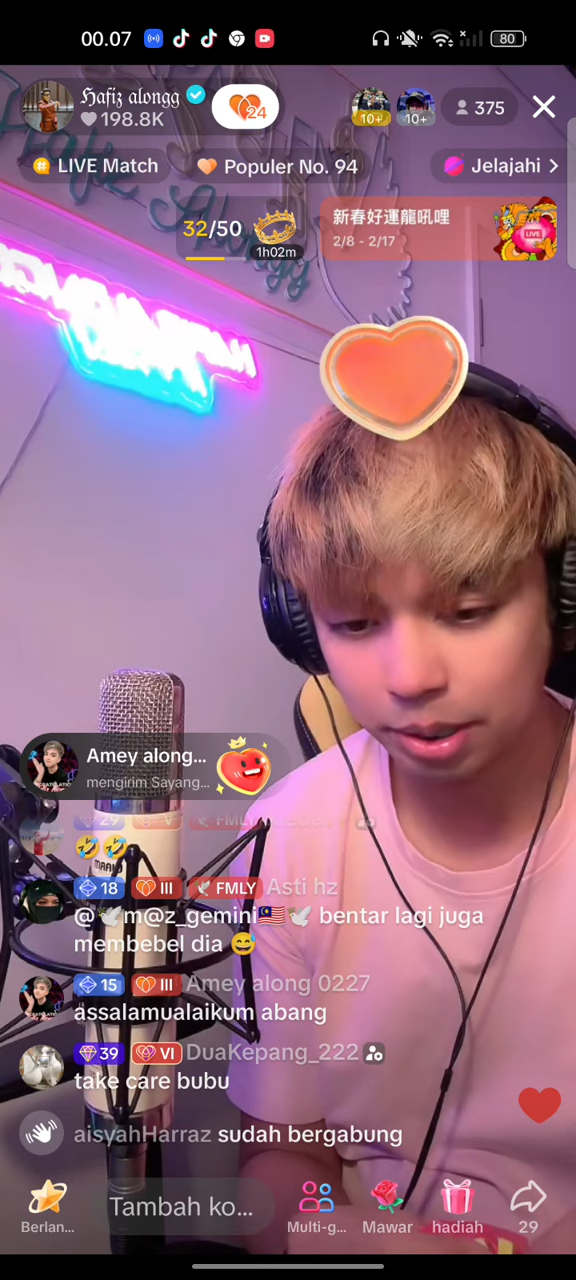 00.07
80
ℌ𝔞𝔣𝔦𝔷 𝔞𝔩𝔬𝔫𝔤𝔤
198.8K
24
10+
10+
375
LIVE Match
Populer No. 94
Jelajahi
32/50
1h02m
新春好運龍吼哩
2/8 - 2/17
LIVE
Amey along...
mengirim Sayang...
29 V FMLY
🤣🤣
MAANO
18 III FMLY Asti hz
@🕊️m@z_gemini🇲🇾🕊️ bentar lagi juga
membebel dia 😅
15 III Amey along 0227
assalamualaikum abang
39 VI DuaKepang_222
take care bubu
aisyahHarraz sudah bergabung
Berlan...
Tambah ko...
Multi-g...
Mawar
hadiah
29